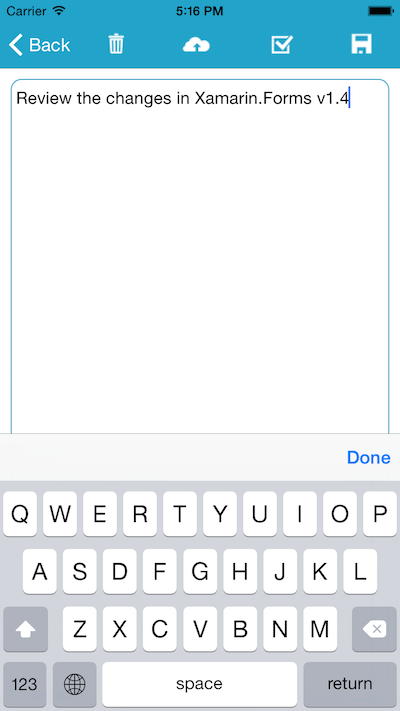 Carrier 5:16 PM
Back
Review the changes in Xamarin.Forms v1.4
Done
Q W E R T Y U I O P
A S D F G H J K L
Z X C V B N M
123 space return